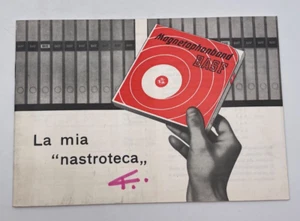 Magnetophonband
BASF
La mia
“nastroteca„